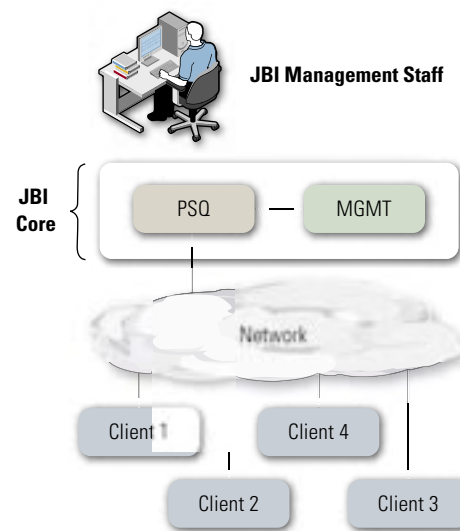 JBI Management Staff
JBI
Core
PSQ
MGMT
Network
Client 1
Client 4
Client 2
Client 3